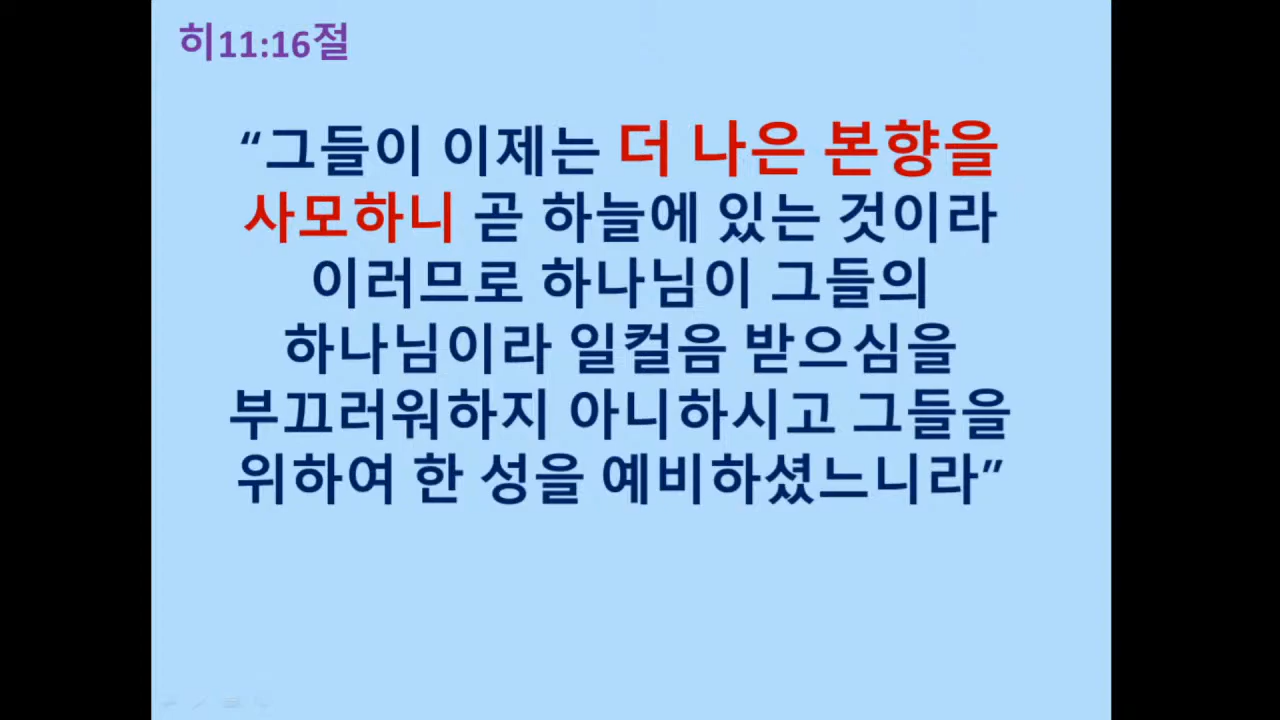 히11:16절
“그들이 이제는 더 나은 본향을
사모하니 곧 하늘에 있는 것이라
이러므로 하나님이 그들의
하나님이라 일컬음 받으심을
부끄러워하지 아니하시고 그들을
위하여 한 성을 예비하셨느니라”